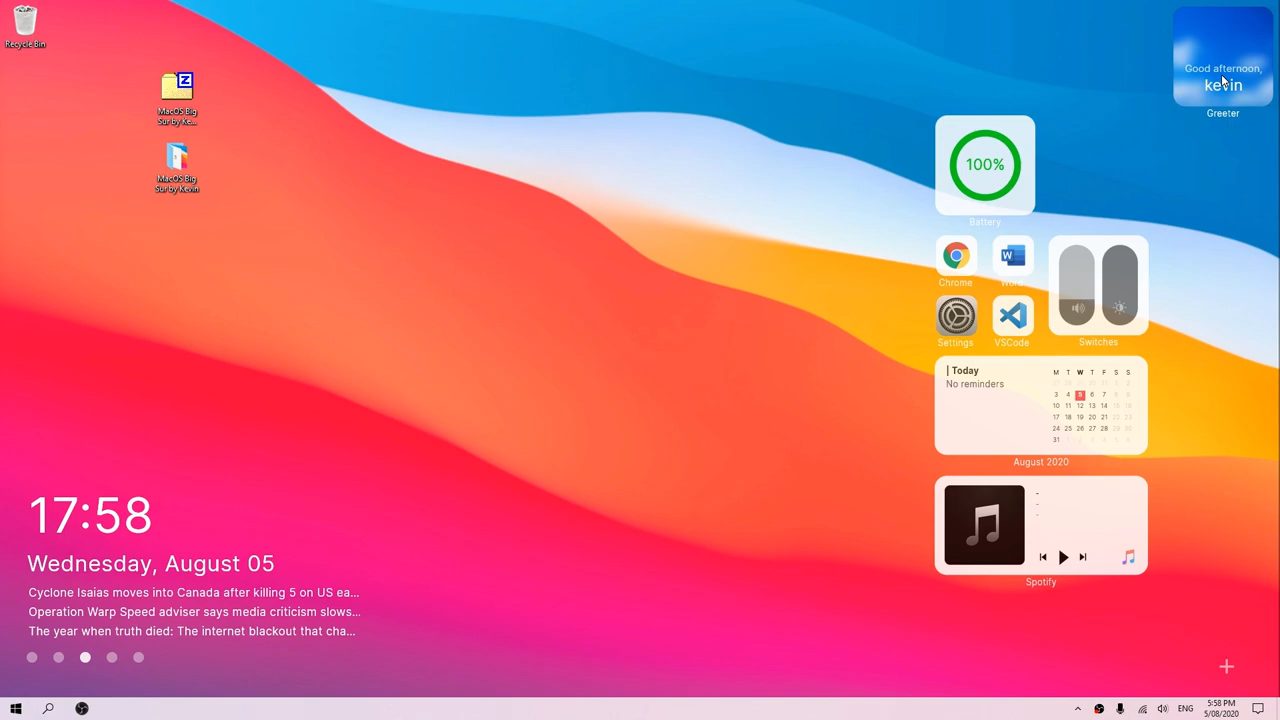 Recycle Bin
MacOS Big
Sur by Ke...
MacOS Big
Sur by Kevin
Good afternoon,
kevin
Greeter
100%
Battery
Chrome
Word
Settings
VSCode
Switches
| Today
No reminders
M T W T F S S
3 4 5 6 7 8 9
10 11 12 13 14 15 16
17 18 19 20 21 22 23
24 25 26 27 28 29 30
31
August 2020
-
-
-
Spotify
17:58
Wednesday, August 05
Cyclone Isaias moves into Canada after killing 5 on US ea...
Operation Warp Speed adviser says media criticism slows...
The year when truth died: The internet blackout that cha...
+
ENG
5:58 PM
5/08/2020